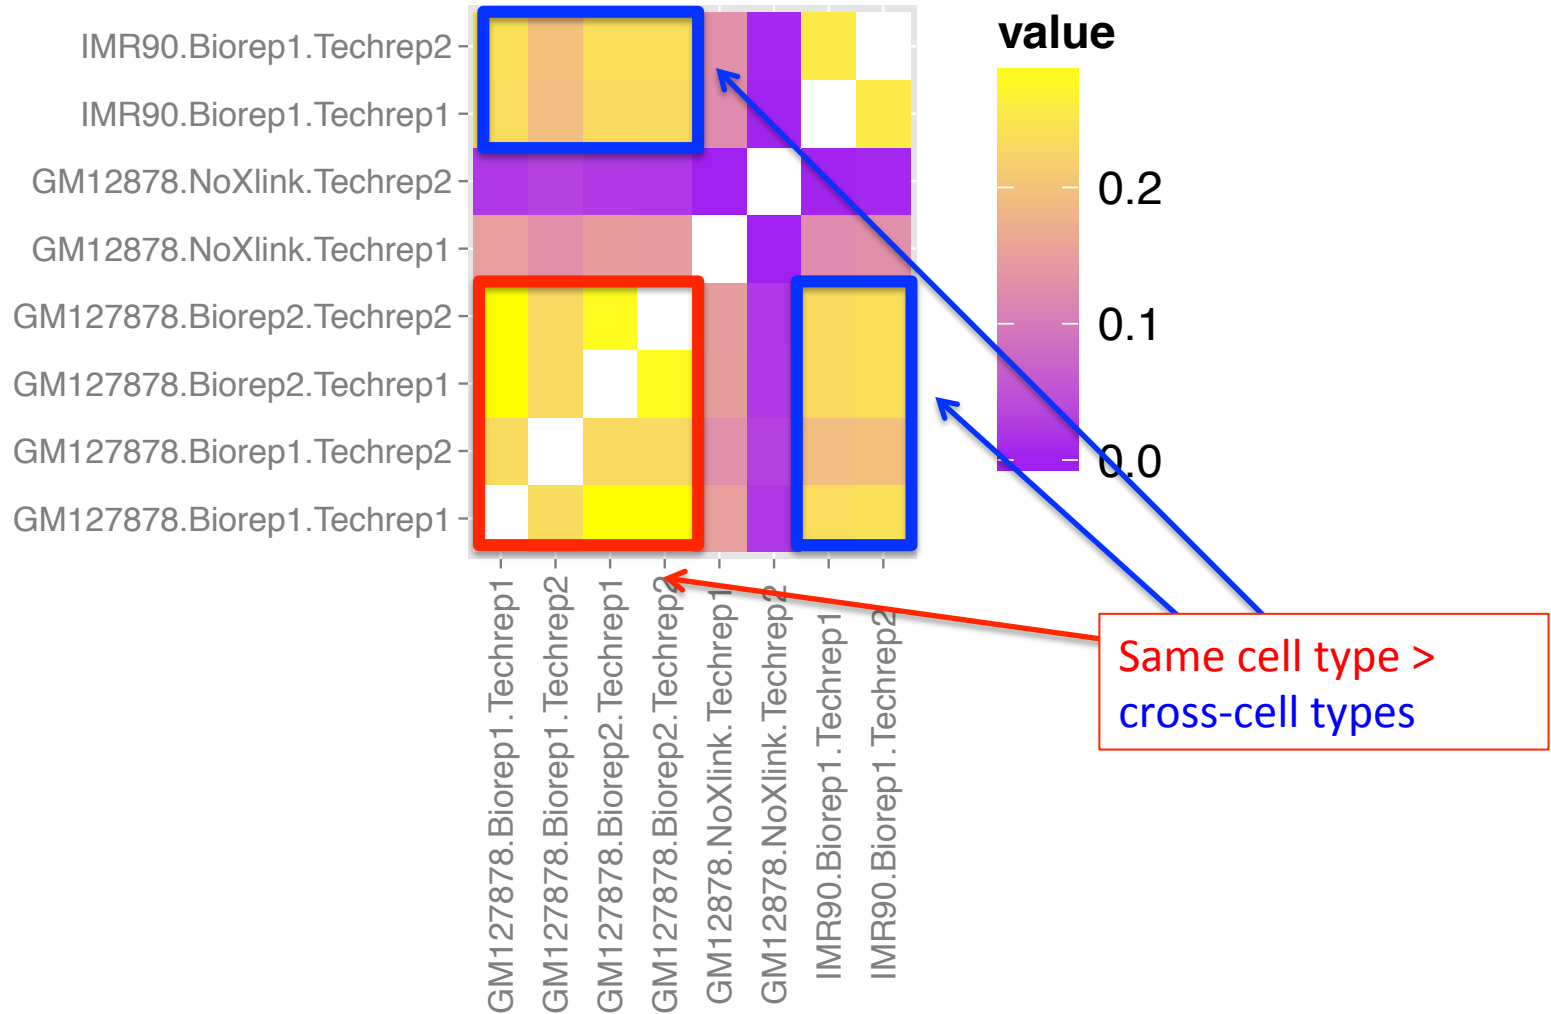 IMR90.Biorep1.Techrep2
IMR90.Biorep1.Techrep1
GM12878.NoXlink.Techrep2
GM12878.NoXlink.Techrep1
GM127878.Biorep2.Techrep2
GM127878.Biorep2.Techrep1
GM127878.Biorep1.Techrep2
GM127878.Biorep1.Techrep1
GM127878.Biorep1.Techrep1
GM127878.Biorep1.Techrep2
GM127878.Biorep2.Techrep1
GM127878.Biorep2.Techrep2
GM12878.NoXlink.Techrep1
GM12878.NoXlink.Techrep2
IMR90.Biorep1.Techrep1
IMR90.Biorep1.Techrep2
value
0.2
0.1
0.0
Same cell type >
cross-cell types